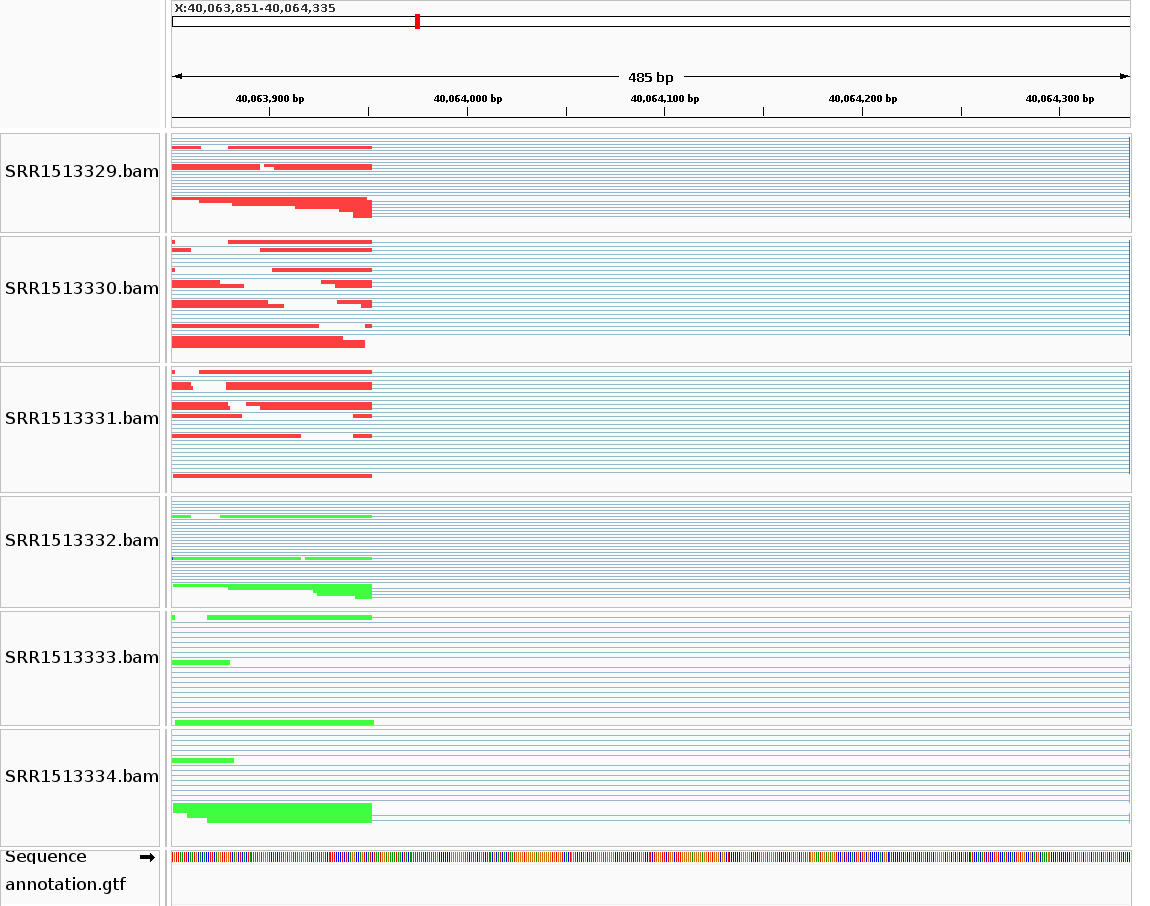 X:40,063,851-40,064,335
485 bp
40,063,900 bp 40,064,000 bp 40,064,100 bp 40,064,200 bp 40,064,300 bp
SRR1513329.bam
SRR1513330.bam
SRR1513331.bam
SRR1513332.bam
SRR1513333.bam
SRR1513334.bam
Sequence
annotation.gtf